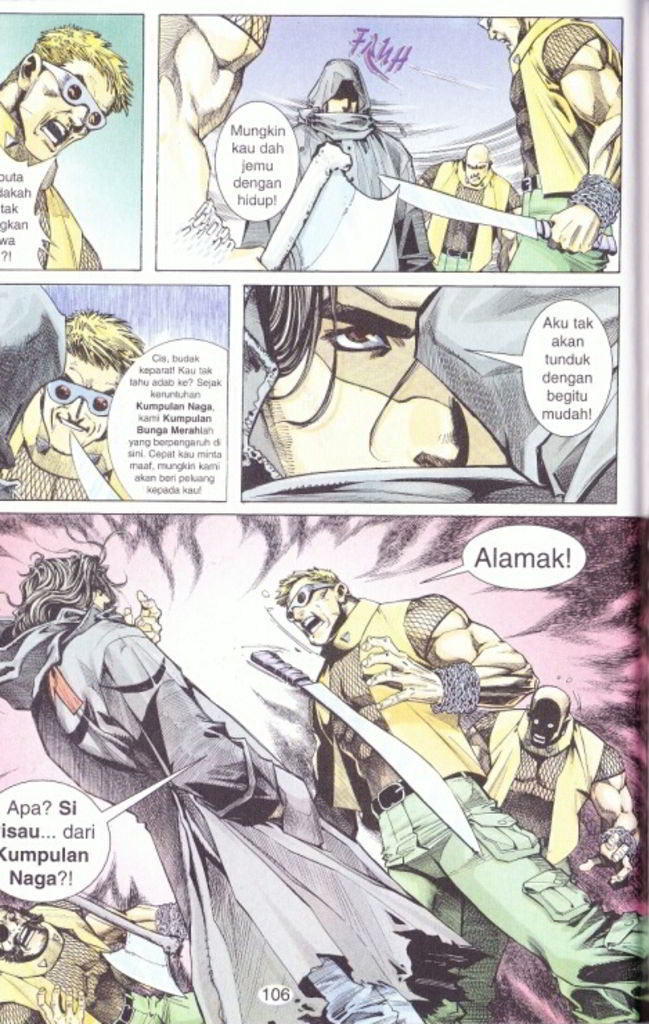 tak
?!
FAHH
Mungkin
kau dah
jemu
dengan
hidup!
Cis, budak
keparat! Kau tak
tahu adab ke? Sejak
keruntuhan
Kumpulan Naga,
kami Kumpulan
Bunga Merahlah
yang berpengaruh di
sini. Cepat kau minta
maaf, mungkin kami
akan beri peluang
kepada kau!
Aku tak
akan
tunduk
dengan
begitu
mudah!
Alamak!
Apa? Si
isau... dari
Kumpulan
Naga?!
106